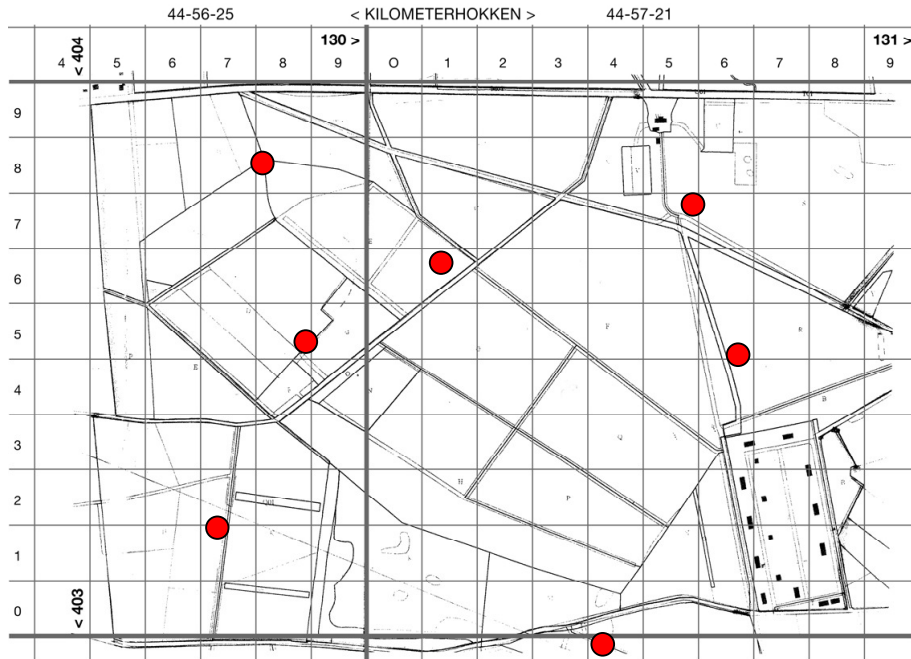 44-56-25 < KILOMETERHOKKEN > 44-57-21
< 404 130 > 131 >
4 5 6 7 8 9 O 1 2 3 4 5 6 7 8 9
9
8
7
6
5
4
3
2
1
0
< 403
E
F
H
P
Q
R
R